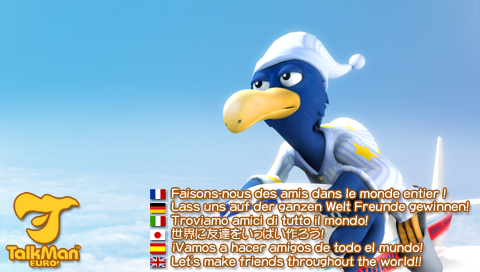 Faisons-nous des amis dans le monde entier !
Lass uns auf der ganzen Welt Freunde gewinnen!
Troviamo amici di tutto il mondo!
世界に友達をいっぱい作ろう!
¡Vamos a hacer amigos de todo el mundo!
Let's make friends throughout the world!!
TalkMan
EURO